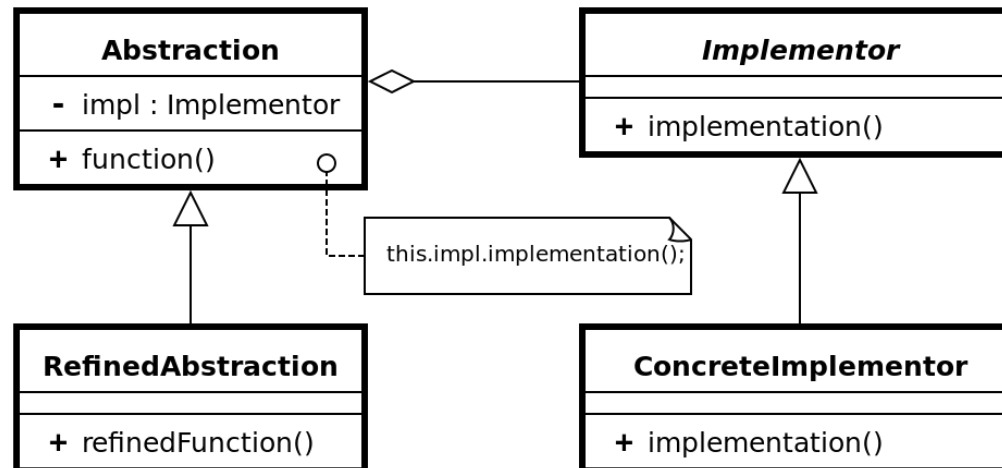 Abstraction
- impl : Implementor
+ function()
Implementor
+ implementation()
this.impl.implementation();
RefinedAbstraction
+ refinedFunction()
ConcreteImplementor
+ implementation()